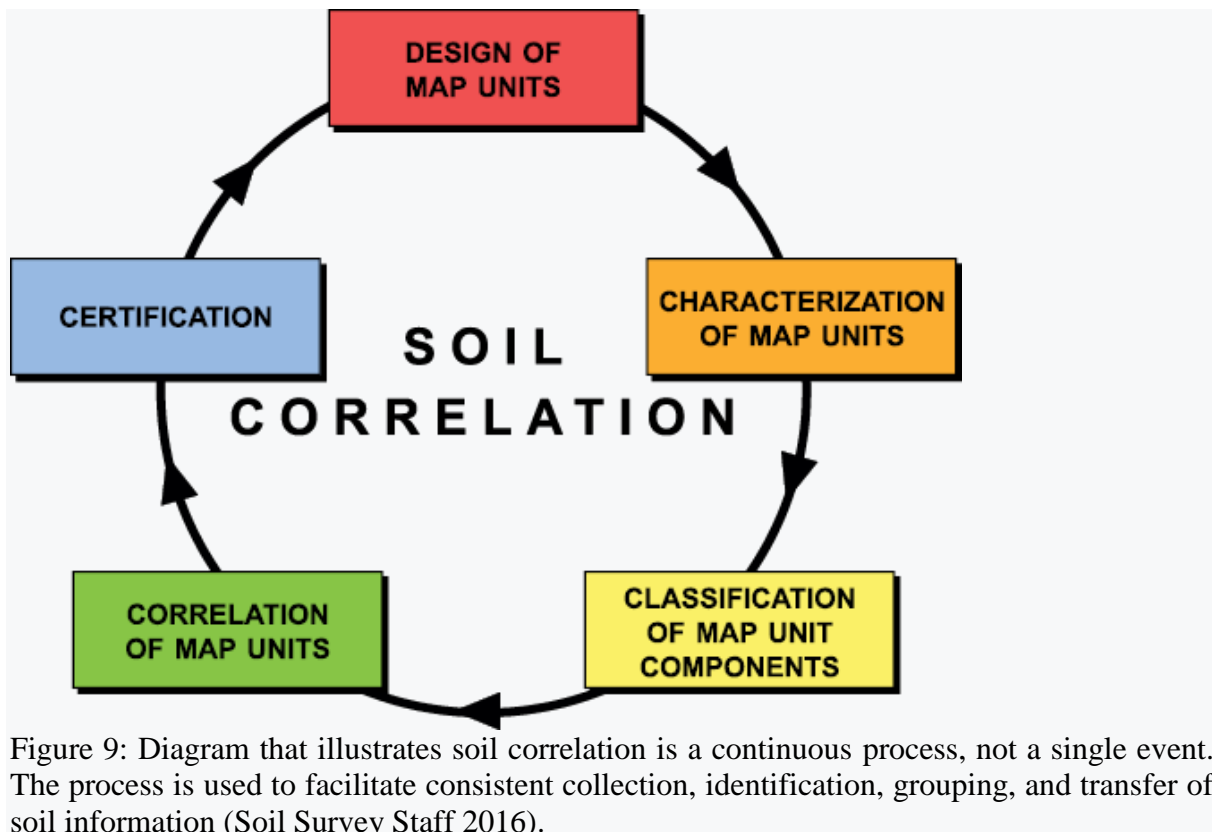 DESIGN OF
MAP UNITS
CERTIFICATION
CHARACTERIZATION
OF MAP UNITS
SOIL
CORRELATION
CORRELATION
OF MAP UNITS
CLASSIFICATION
OF MAP UNIT
COMPONENTS
Figure 9: Diagram that illustrates soil correlation is a continuous process, not a single event.
The process is used to facilitate consistent collection, identification, grouping, and transfer of
soil information (Soil Survey Staff 2016).